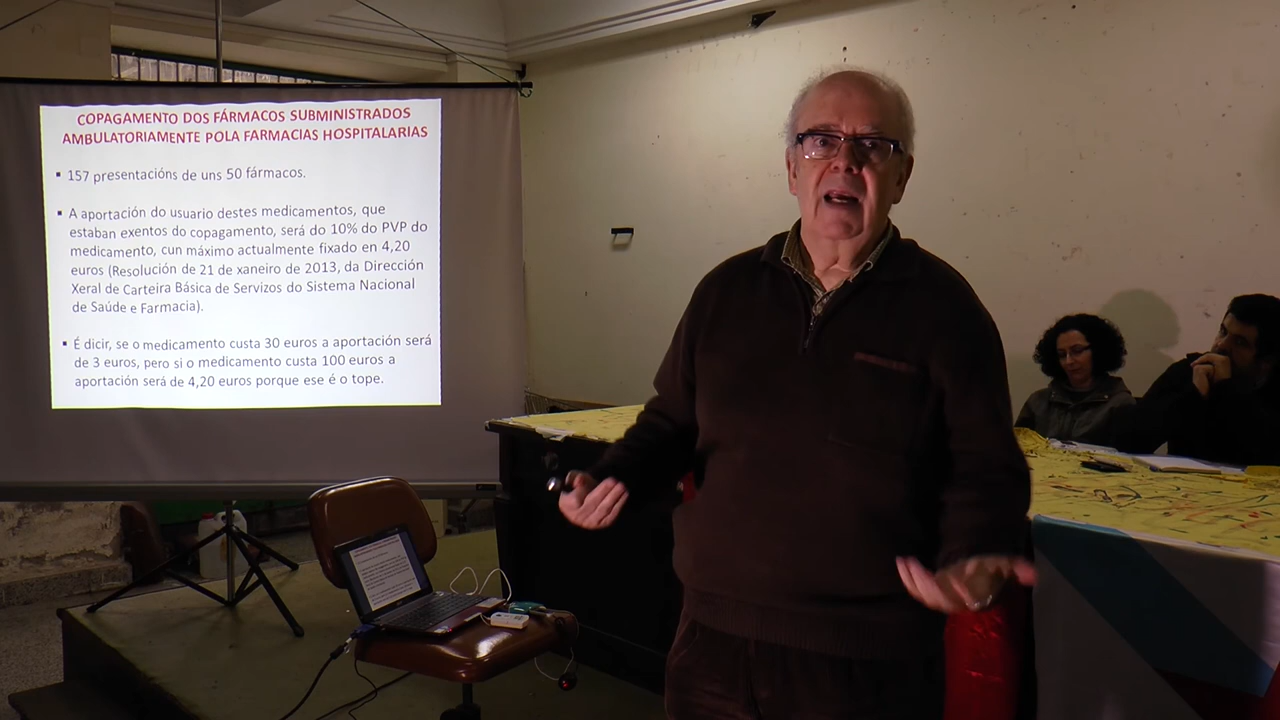 COPAGAMENTO DOS FÁRMACOS SUBMINISTRADOS
AMBULATORIAMENTE POLA FARMACIAS HOSPITALARIAS
▪ 157 presentacións de uns 50 fármacos.
▪ A aportación do usuario destes medicamentos, que
estaban exentos do copagamento, será do 10% do PVP do
medicamento, cun máximo actualmente fixado en 4,20
euros (Resolución de 21 de xaneiro de 2013, da Dirección
Xeral de Carteira Básica de Servizos do Sistema Nacional
de Saúde e Farmacia).
▪ É dicir, se o medicamento custa 30 euros a aportación será
de 3 euros, pero si o medicamento custa 100 euros a
aportación será de 4,20 euros porque ese é o tope.